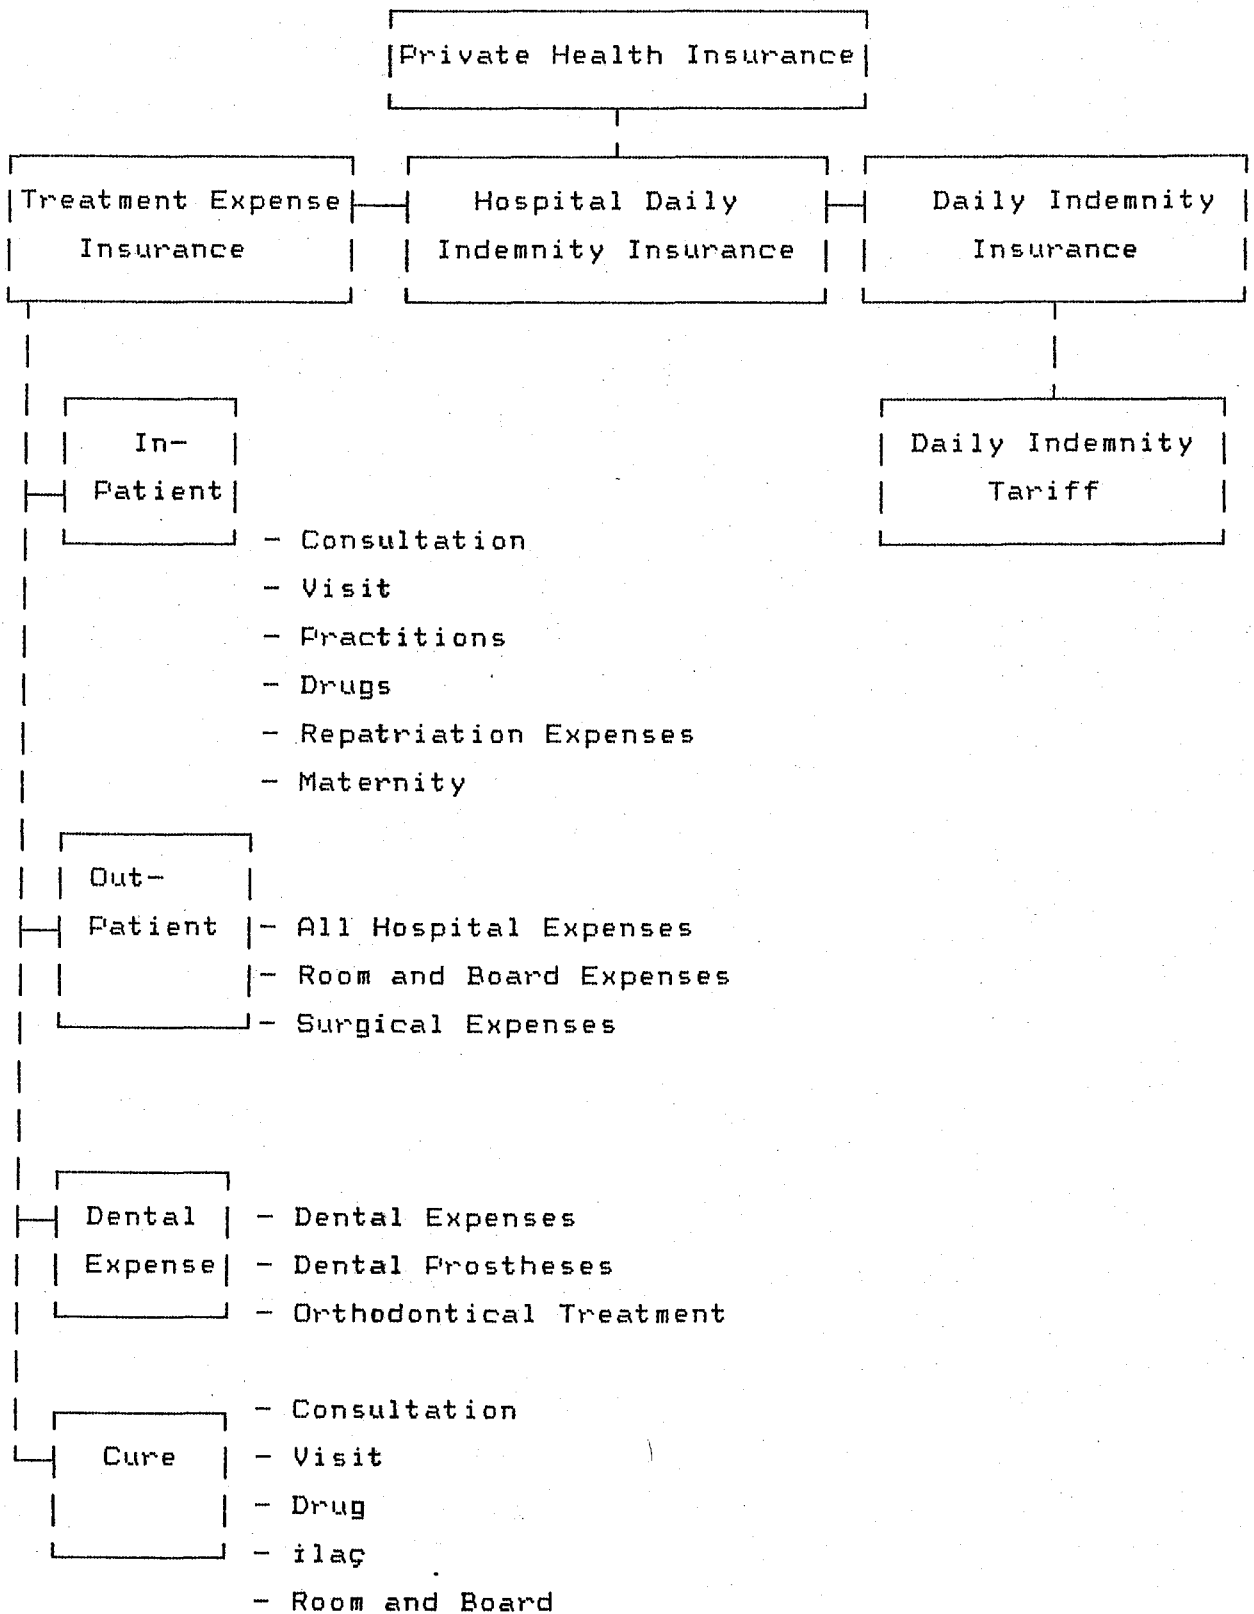 Private Health Insurance
Treatment Expense Insurance
Hospital Daily Indemnity Insurance
Daily Indemnity Insurance
In-
Patient
- Consultation
- Visit
- Practitions
- Drugs
- Repatriation Expenses
- Maternity
Daily Indemnity
Tariff
Out-
Patient
- All Hospital Expenses
- Room and Board Expenses
- Surgical Expenses
Dental
Expense
- Dental Expenses
- Dental Prostheses
- Orthodontical Treatment
Cure
- Consultation
- Visit
- Drug
- ilaç
- Room and Board